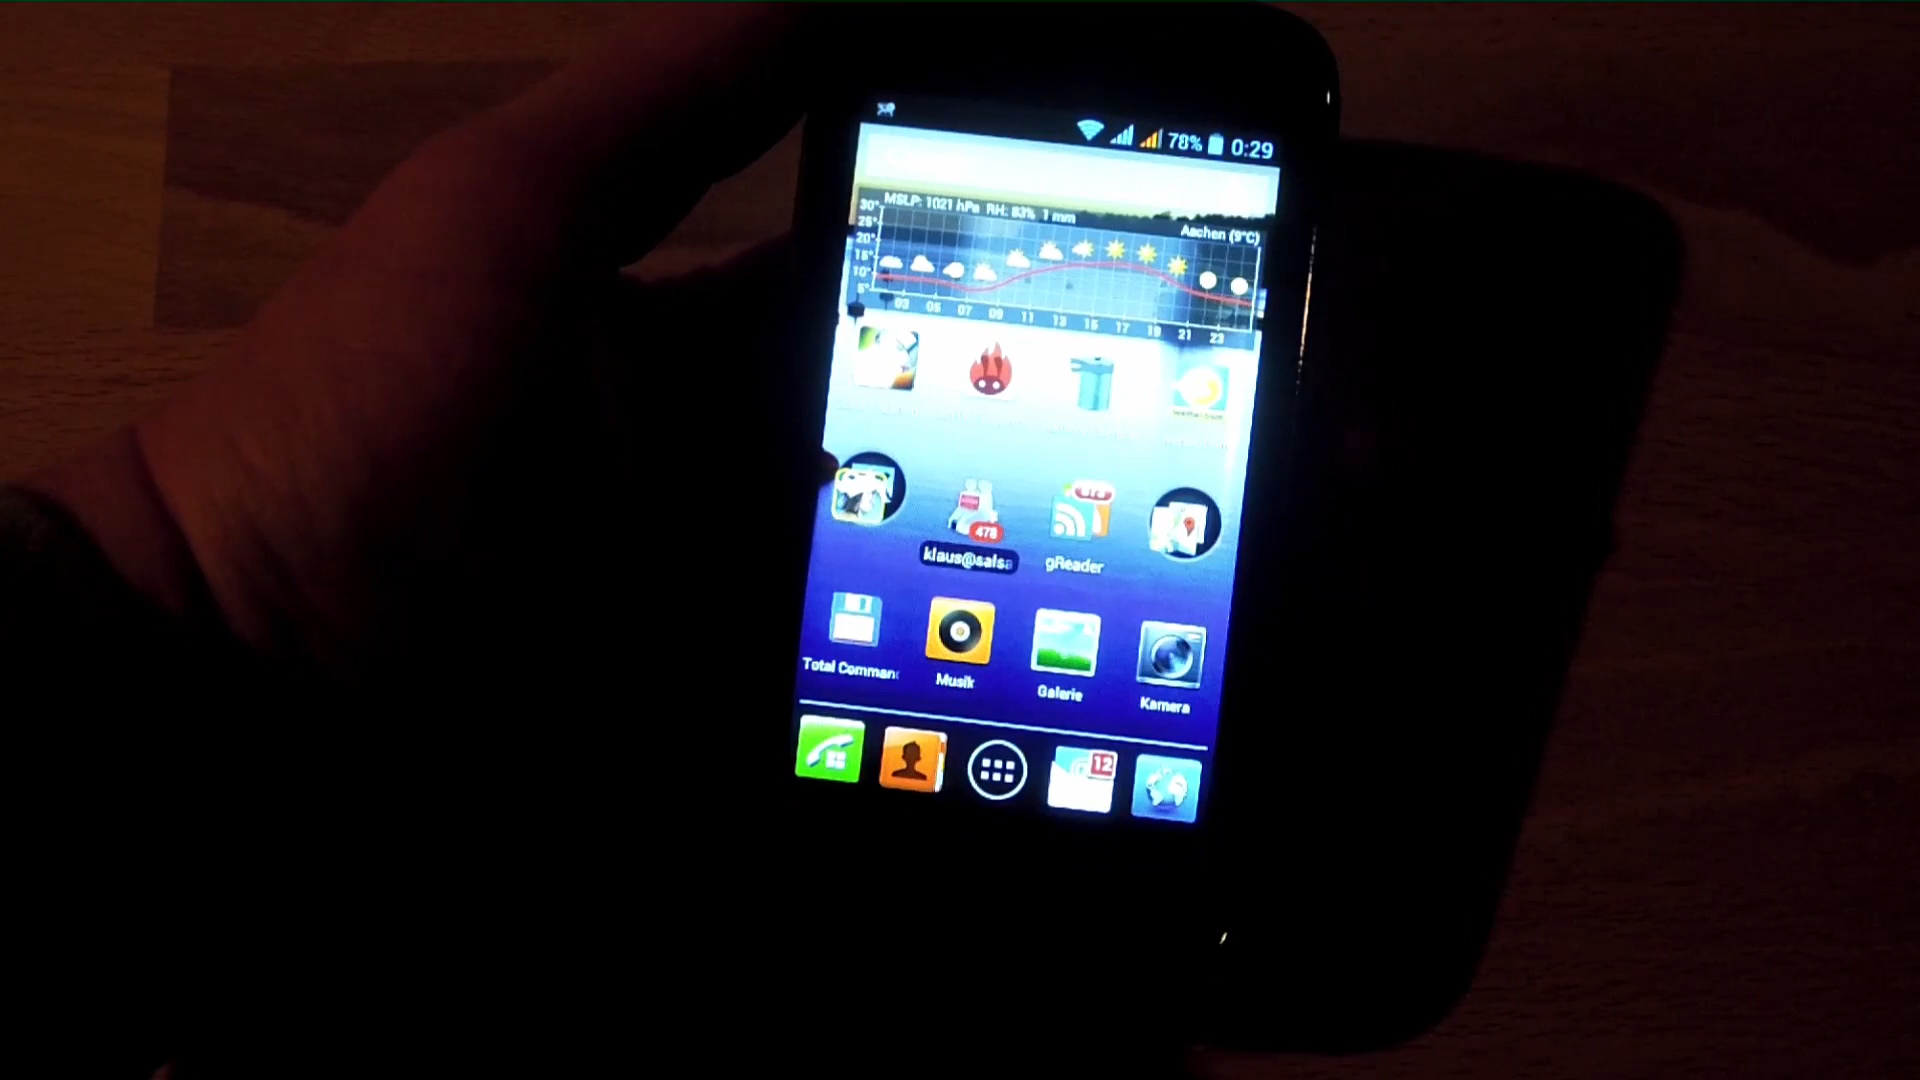 78% 0:29
MSLP: 1021 hPa RH: 83% 1 mm
Aachen (9°C)
30°
25°
20°
15°
10°
5°
03 05 07 09 11 13 15 17 19 21 23
478
klaus@salsa
gReader
Total Comman
Musik
Galerie
Kamera
12